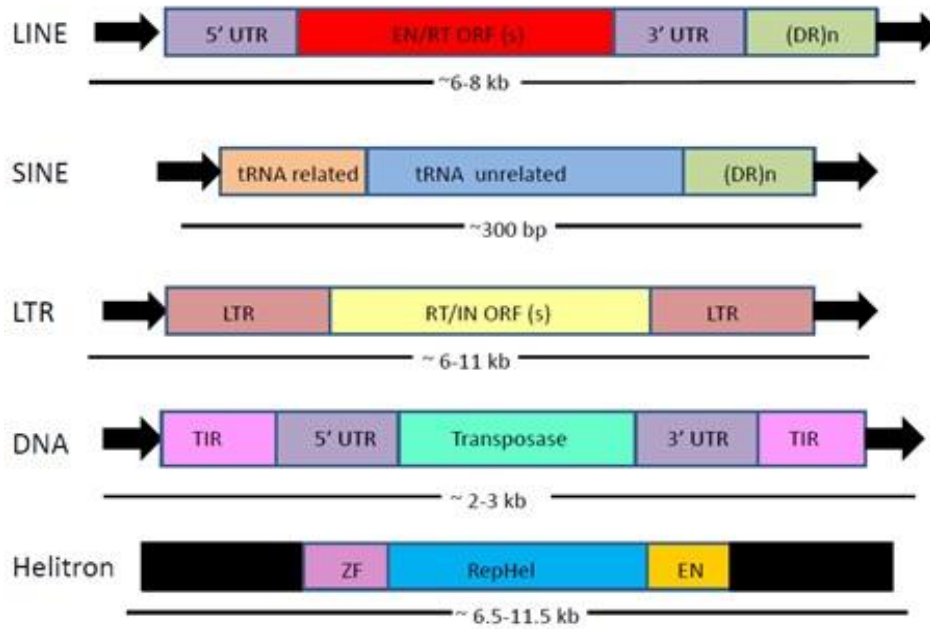 LINE 5' UTR EN/RT ORF (s) 3' UTR (DR)n
~6-8 kb
SINE tRNA related tRNA unrelated (DR)n
~300 bp
LTR LTR RT/IN ORF (s) LTR
~ 6-11 kb
DNA TIR 5' UTR Transposase 3' UTR TIR
~ 2-3 kb
Helitron ZF RepHel EN
~ 6.5-11.5 kb